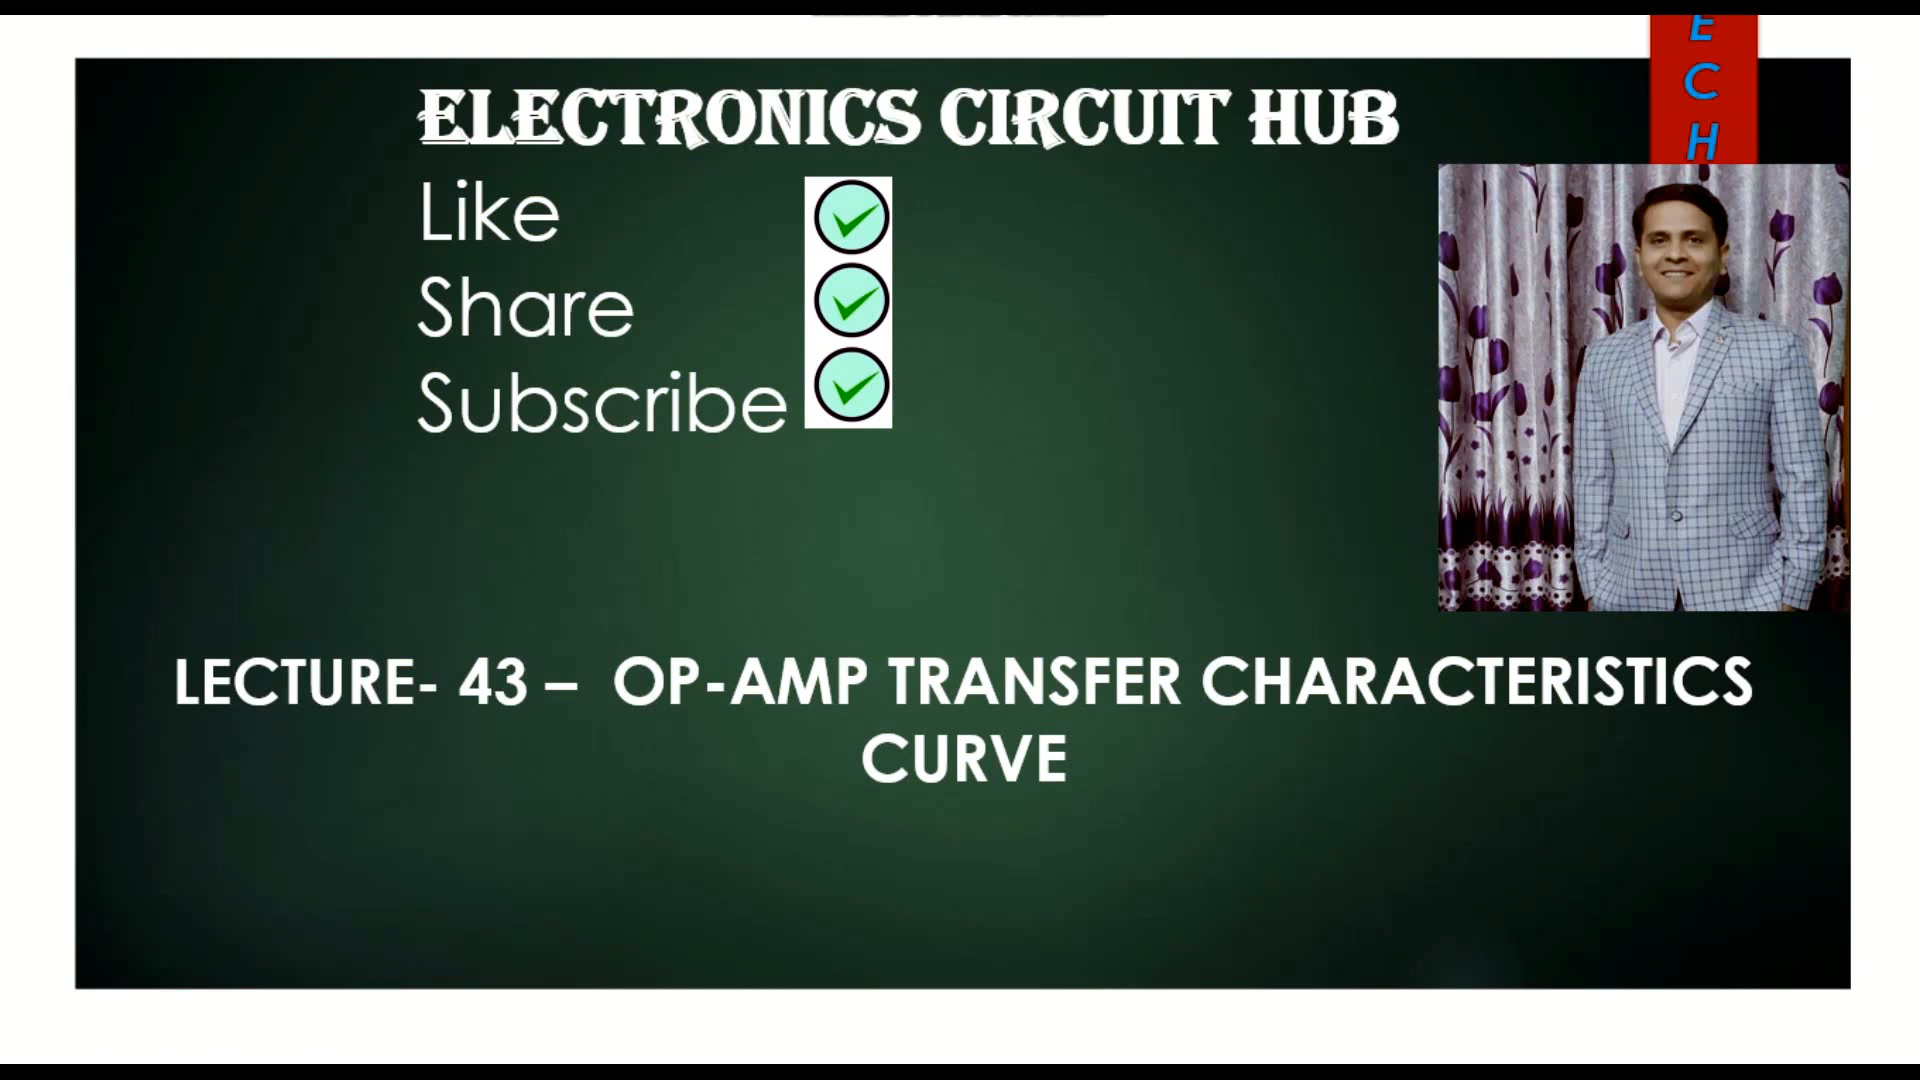 E
C
H
ELECTRONICS CIRCUIT HUB
Like
Share
Subscribe
LECTURE- 43 – OP-AMP TRANSFER CHARACTERISTICS
CURVE